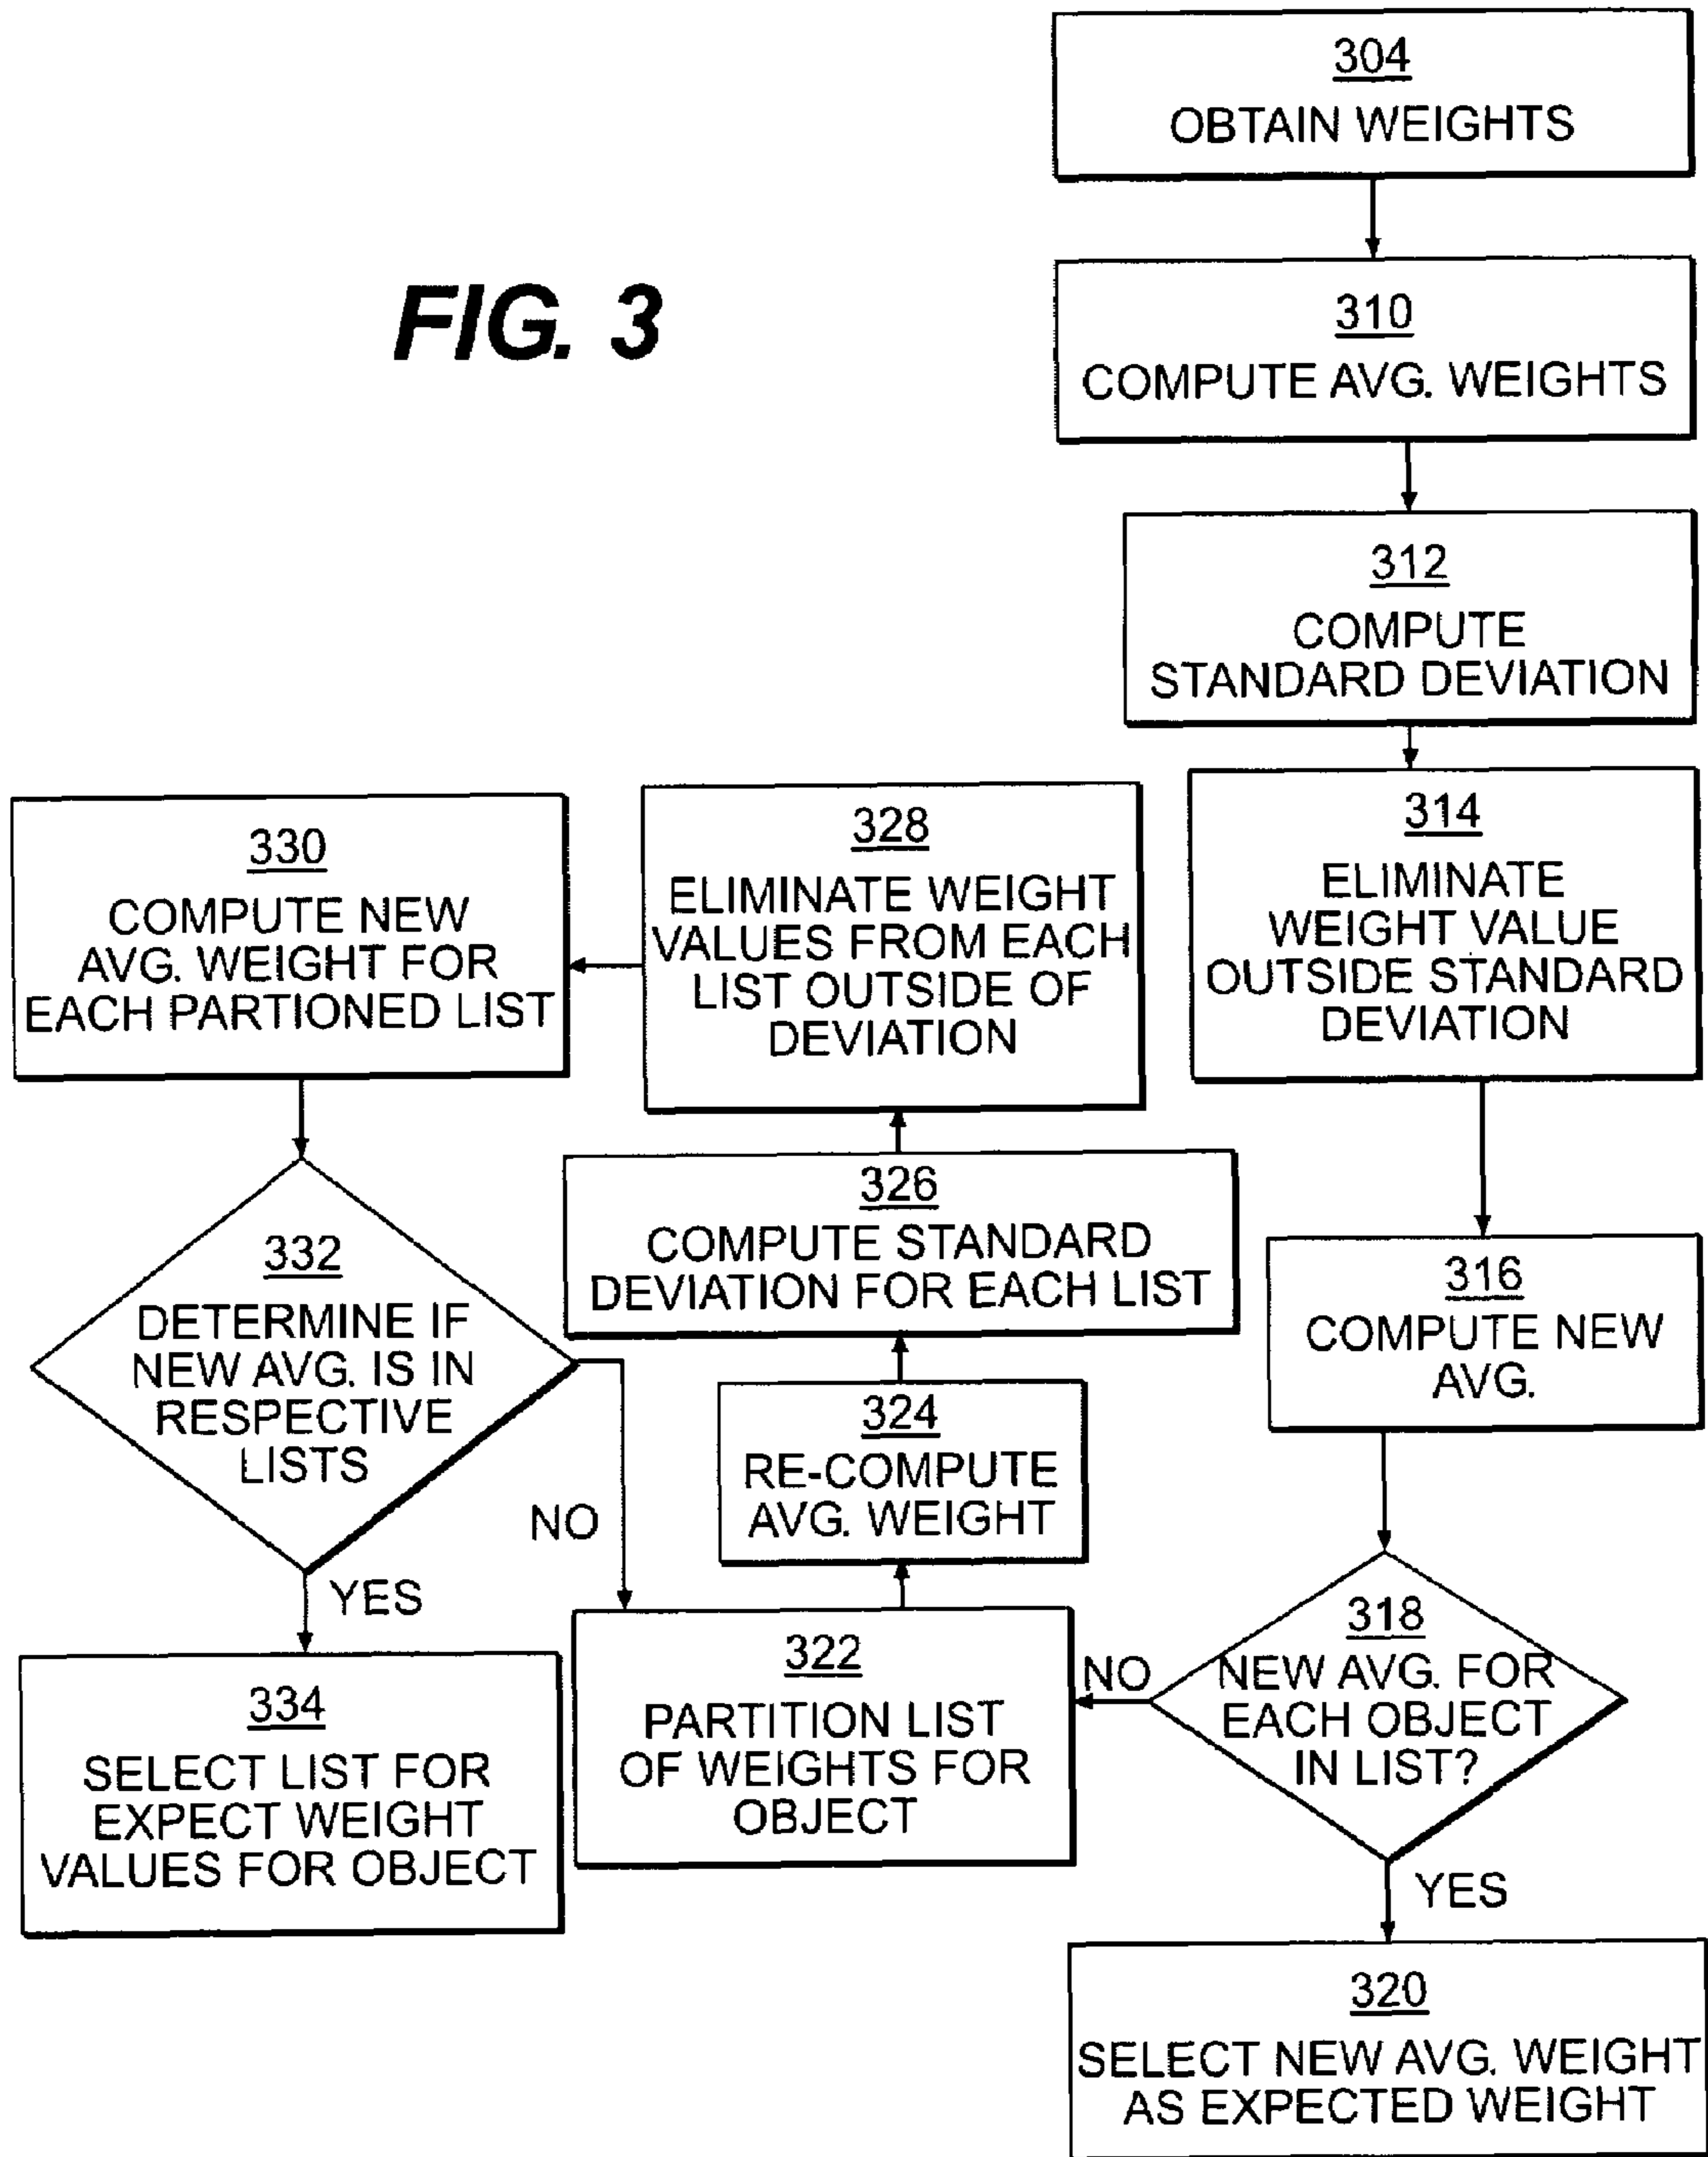 FIG. 3
304
OBTAIN WEIGHTS
310
COMPUTE AVG. WEIGHTS
312
COMPUTE
STANDARD DEVIATION
314
ELIMINATE
WEIGHT VALUE
OUTSIDE STANDARD
DEVIATION
316
COMPUTE NEW
AVG.
318
NEW AVG. FOR
EACH OBJECT
IN LIST?
YES
320
SELECT NEW AVG. WEIGHT
AS EXPECTED WEIGHT
NO
322
PARTITION LIST
OF WEIGHTS FOR
OBJECT
324
RE-COMPUTE
AVG. WEIGHT
326
COMPUTE STANDARD
DEVIATION FOR EACH LIST
328
ELIMINATE WEIGHT
VALUES FROM EACH
LIST OUTSIDE OF
DEVIATION
330
COMPUTE NEW
AVG. WEIGHT FOR
EACH PARTIONED LIST
332
DETERMINE IF
NEW AVG. IS IN
RESPECTIVE
LISTS
NO
YES
334
SELECT LIST FOR
EXPECT WEIGHT
VALUES FOR OBJECT